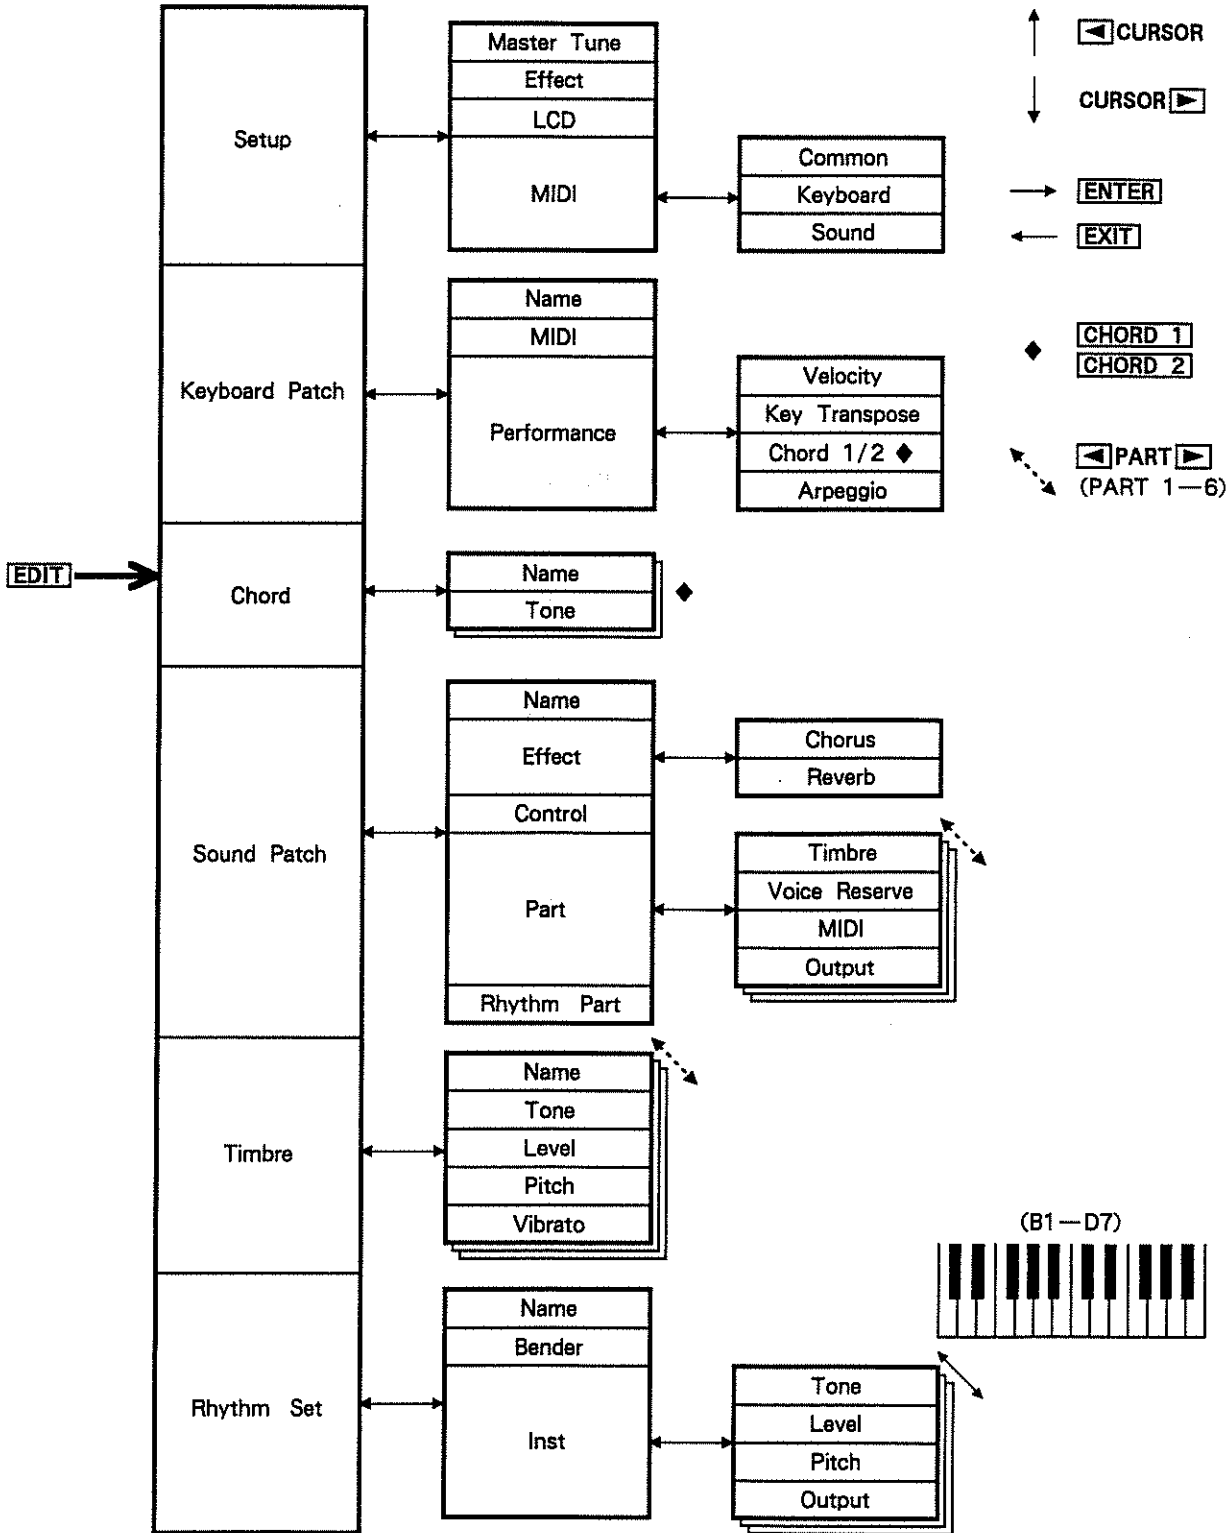 EDIT
Setup
Keyboard Patch
Chord
Sound Patch
Timbre
Rhythm Set
Master Tune
Effect
LCD
MIDI
Common
Keyboard
Sound
Name
MIDI
Performance
Velocity
Key Transpose
Chord 1/2 ◆
Arpeggio
Name
Tone
◆
Name
Effect
Control
Part
Rhythm Part
Chorus
Reverb
Timbre
Voice Reserve
MIDI
Output
Name
Tone
Level
Pitch
Vibrato
Name
Bender
Inst
Tone
Level
Pitch
Output
(B1—D7)
◀ CURSOR
CURSOR ▶
ENTER
EXIT
◆ CHORD 1
CHORD 2
◀ PART ▶
(PART 1—6)